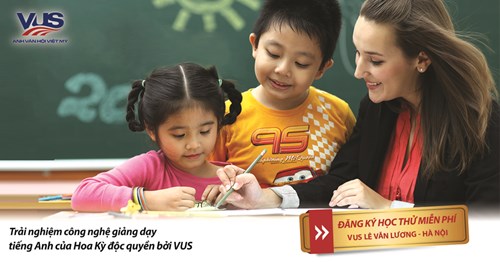 VUS
ANH VĂN HỘI VIỆT MỸ
95
Trải nghiệm công nghệ giảng dạy
tiếng Anh của Hoa Kỳ độc quyền bởi VUS
ĐĂNG KÝ HỌC THỬ MIỄN PHÍ
VUS LÊ VĂN LƯƠNG - HÀ NỘI